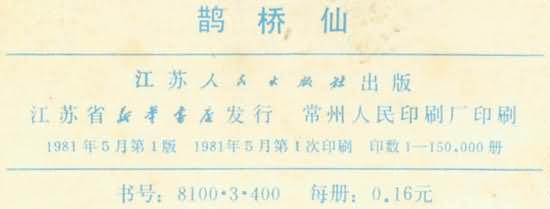 鹊桥仙
江苏人民出版社出版
江苏省新华书店发行 常州人民印刷厂印刷
1981年5月第1版 1981年5月第1次印刷 印数1—150,000册
书号：8100·3·400 每册：0.16元